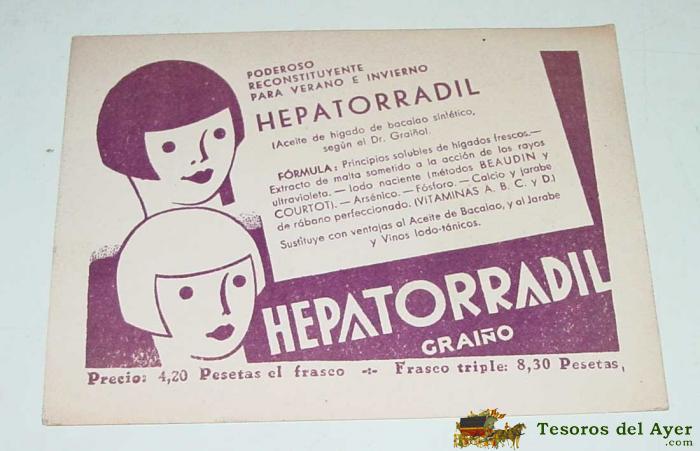 PODEROSO
RECONSTITUYENTE
PARA VERANO E INVIERNO
HEPATORRADIL
(Aceite de hígado de bacalao sintético,
según el Dr. Graiño).
FÓRMULA: Principios solubles de hígados frescos.—
Extracto de malta sometido a la acción de los rayos
ultravioleta.—Iodo naciente (métodos BEAUDIN y
COURTOT).—Arsénico.—Fósforo.—Calcio y Jarabe
de rábano perfeccionado. (VITAMINAS A. B. C. y D.)
Sustituye con ventajas al Aceite de Bacalao, y al Jarabe
y Vinos Iodo-tánicos.
HEPATORRADIL
GRAIÑO
Precio: 4,20 Pesetas el frasco -:- Frasco triple: 8,30 Pesetas,
Tesoros del Ayer
.com